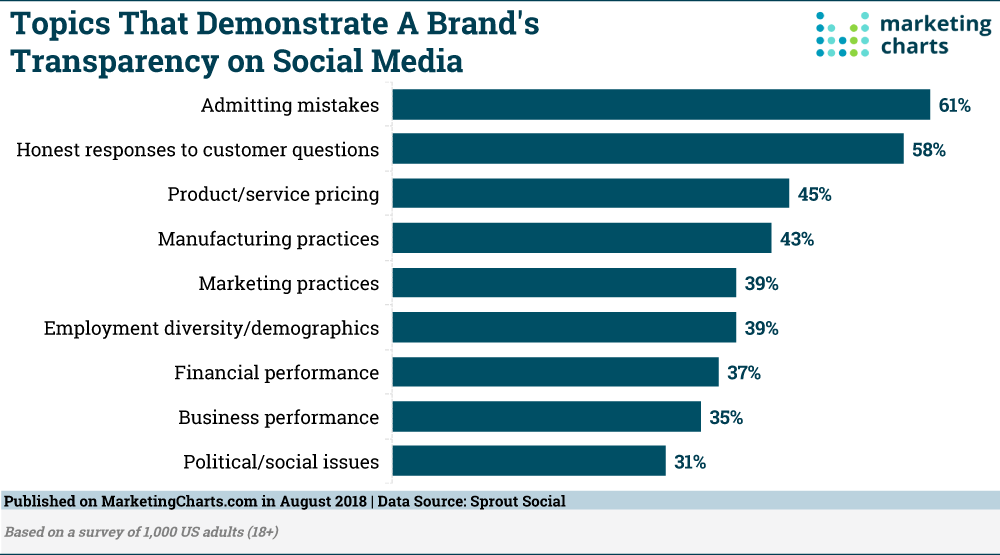 Topics That Demonstrate A Brand's
Transparency on Social Media
marketing
charts
Admitting mistakes 61%
Honest responses to customer questions 58%
Product/service pricing 45%
Manufacturing practices 43%
Marketing practices 39%
Employment diversity/demographics 39%
Financial performance 37%
Business performance 35%
Political/social issues 31%
Published on MarketingCharts.com in August 2018 | Data Source: Sprout Social
Based on a survey of 1,000 US adults (18+)